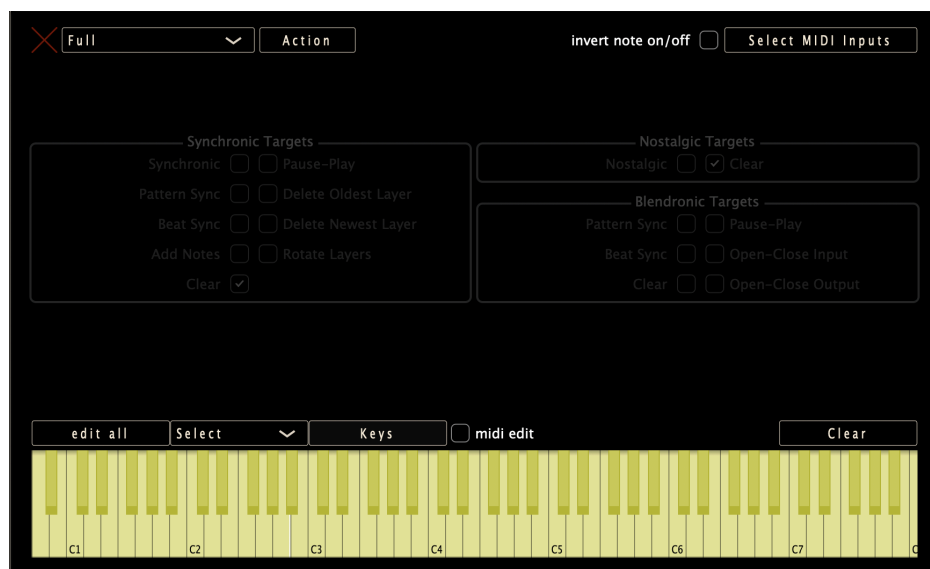 Full Action invert note on/off Select MIDI Inputs
Synchronic Targets
Synchronic Pause-Play
Pattern Sync Delete Oldest Layer
Beat Sync Delete Newest Layer
Add Notes Rotate Layers
Clear
Nostalgic Targets
Nostalgic Clear
Blendronic Targets
Pattern Sync Pause-Play
Beat Sync Open-Close Input
Clear Open-Close Output
edit all Select Keys midi edit Clear
C1 C2 C3 C4 C5 C6 C7 C